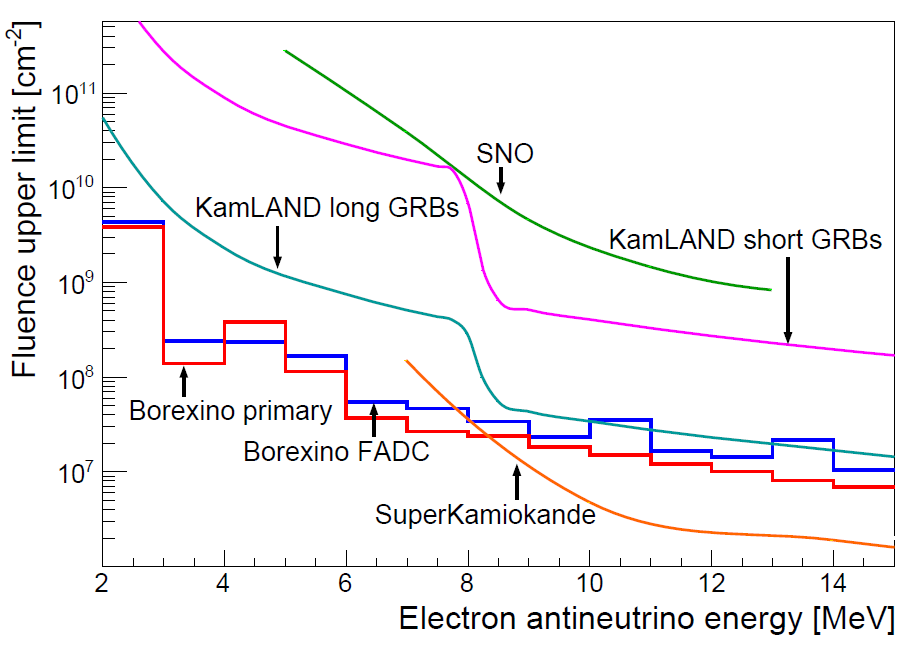 Fluence upper limit [cm⁻²]
10¹¹
10¹⁰
10⁹
10⁸
10⁷
SNO
KamLAND long GRBs
KamLAND short GRBs
Borexino primary
Borexino FADC
SuperKamiokande
2 4 6 8 10 12 14
Electron antineutrino energy [MeV]